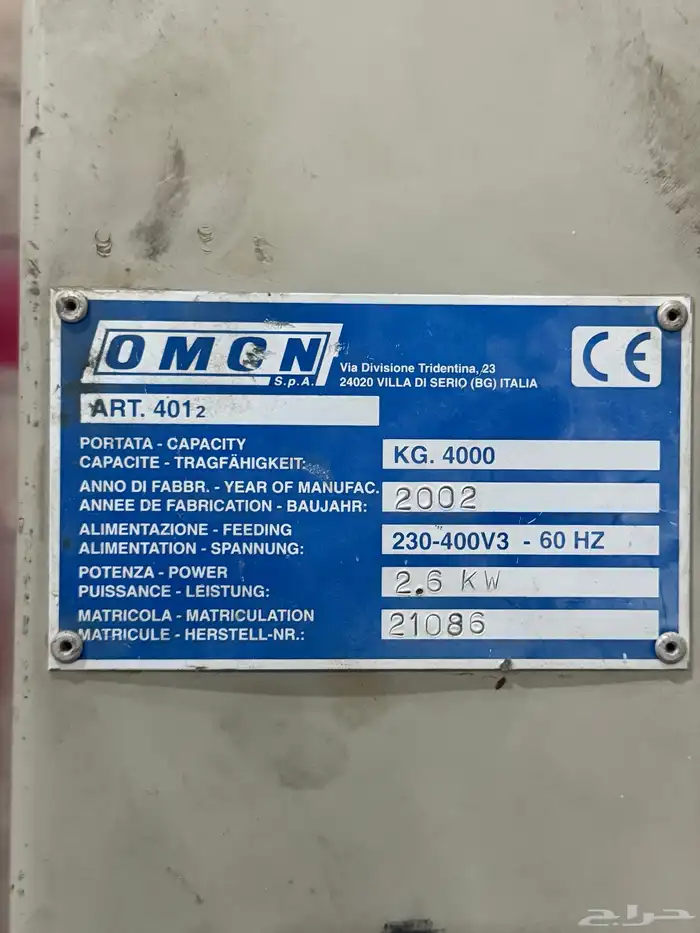 OMCN
S.p.A.
Via Divisione Tridentina, 23
24020 VILLA DI SERIO (BG) ITALIA
CE
ART. 4012
PORTATA - CAPACITY
CAPACITE - TRAGFÄHIGKEIT:
KG. 4000
ANNO DI FABBR. - YEAR OF MANUFAC.
ANNEE DE FABRICATION - BAUJAHR:
2002
ALIMENTAZIONE - FEEDING
ALIMENTATION - SPANNUNG:
230-400V3 - 60 HZ
POTENZA - POWER
PUISSANCE - LEISTUNG:
2.6 KW
MATRICOLA - MATRICULATION
MATRICULE - HERSTELL-NR.:
21086
حراج